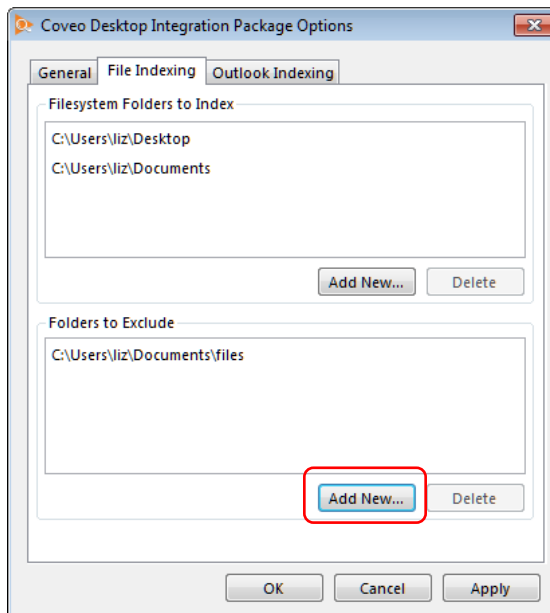 Coveo Desktop Integration Package Options
General File Indexing Outlook Indexing
Filesystem Folders to Index
C:\Users\liz\Desktop
C:\Users\liz\Documents
Add New... Delete
Folders to Exclude
C:\Users\liz\Documents\files
Add New... Delete
OK Cancel Apply